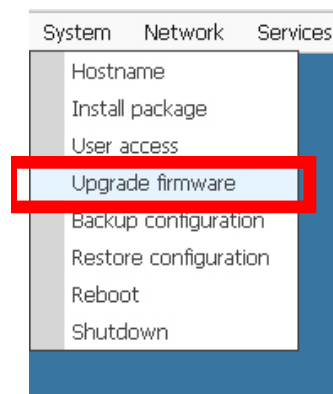 System Network Services
Hostname
Install package
User access
Upgrade firmware
Backup configuration
Restore configuration
Reboot
Shutdown